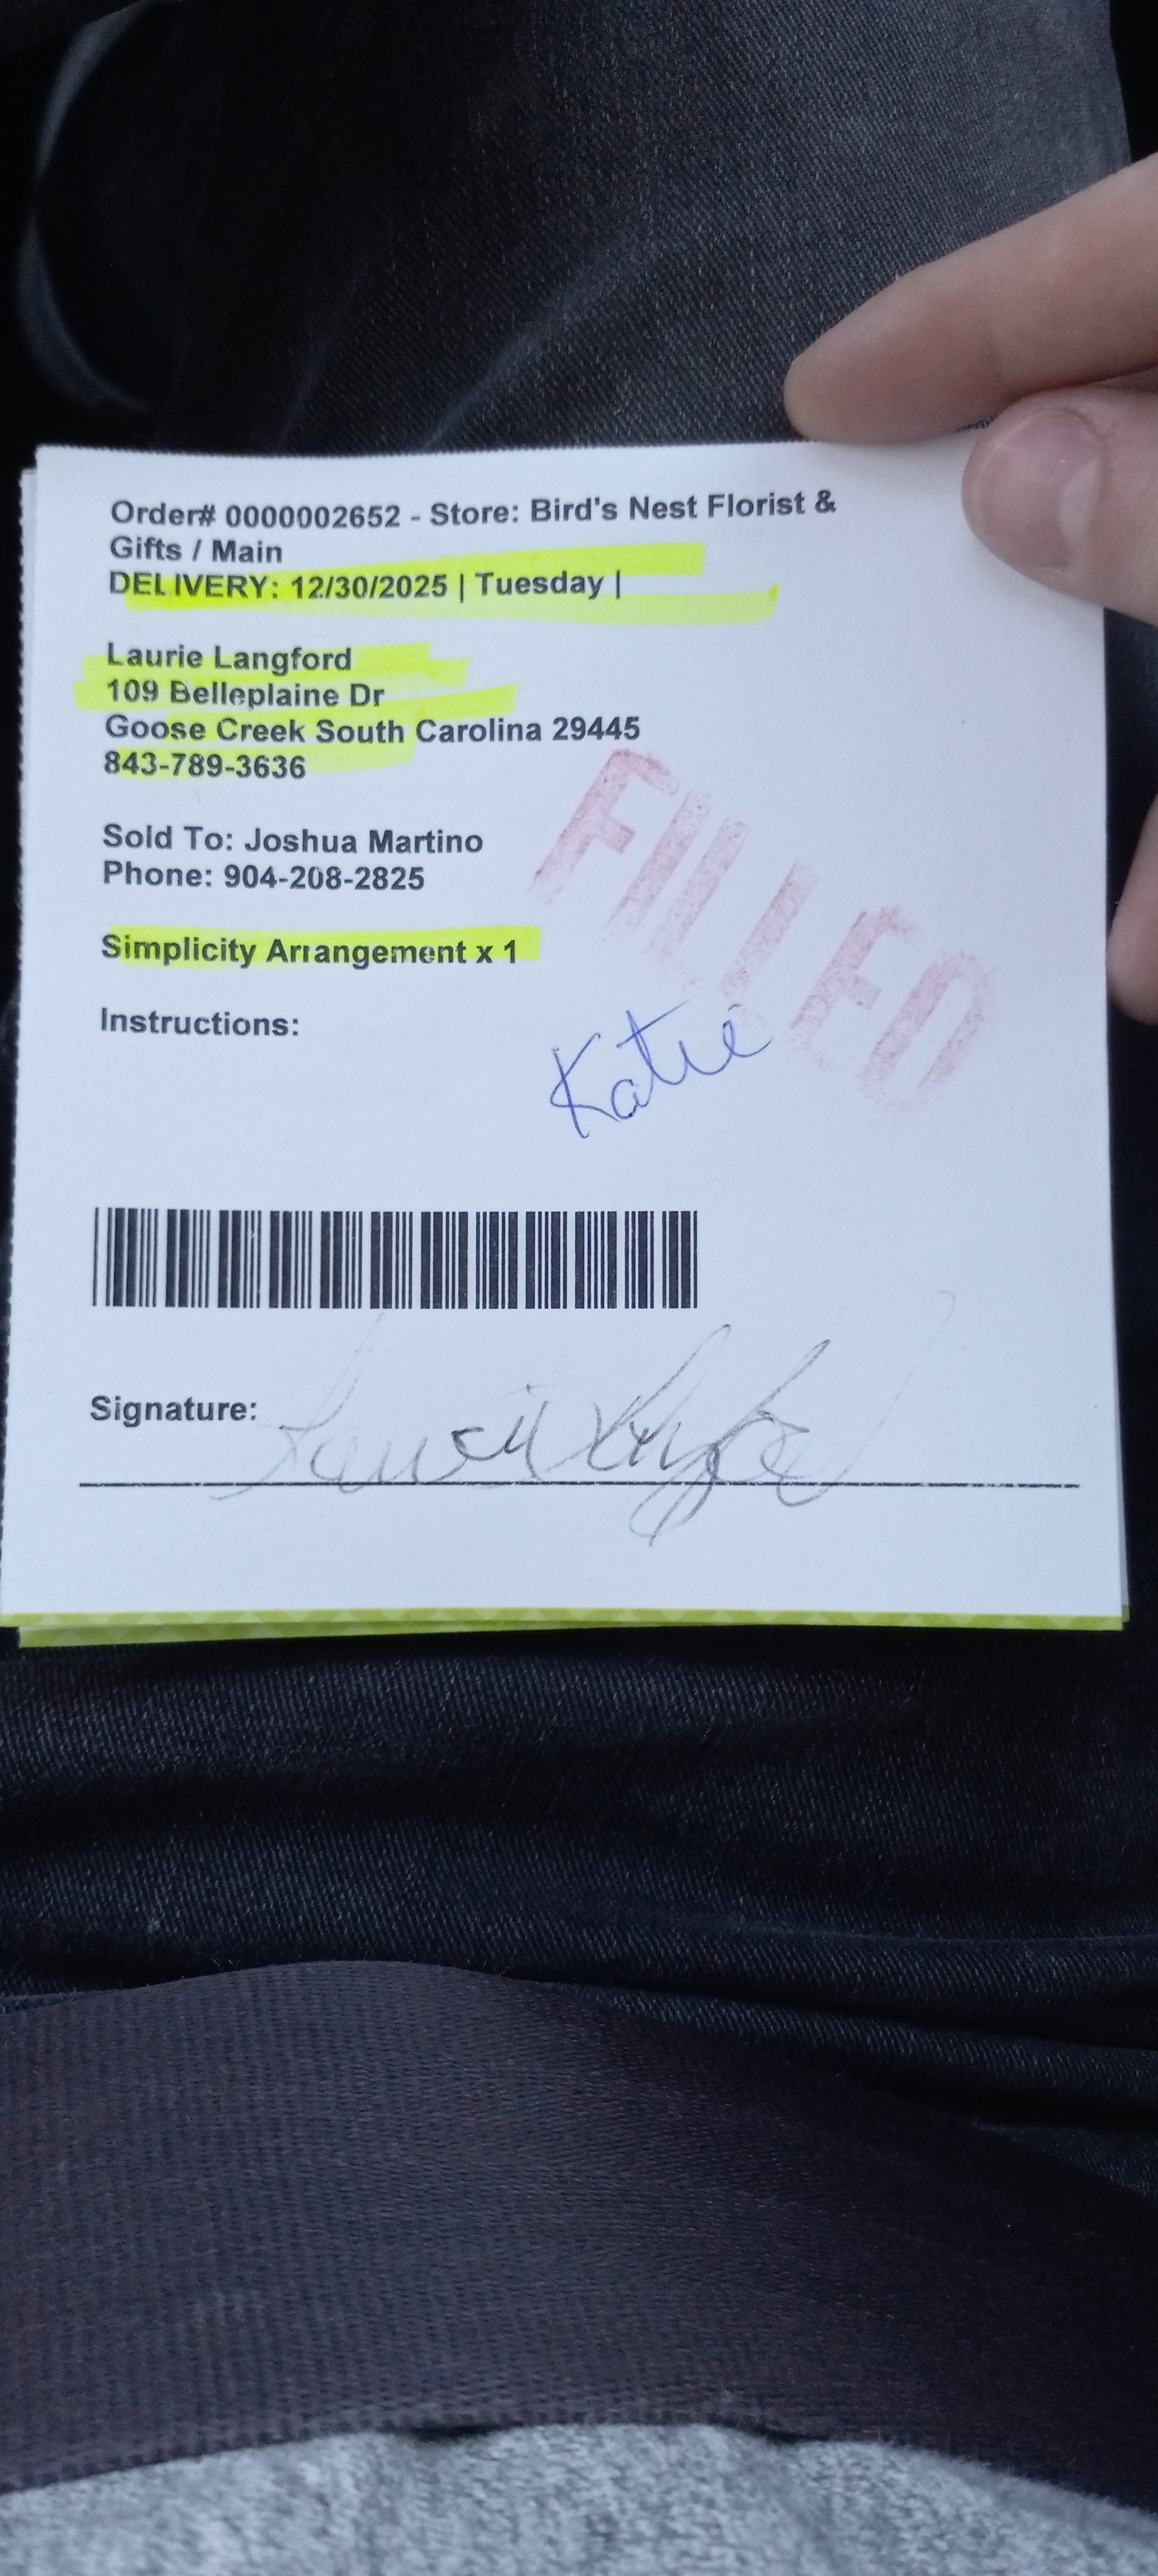 Order# 0000002652 - Store: Bird's Nest Florist &
Gifts / Main
DELIVERY: 12/30/2025 | Tuesday |
Laurie Langford
109 Belleplaine Dr
Goose Creek South Carolina 29445
843-789-3636
Sold To: Joshua Martino
Phone: 904-208-2825
FILLED
Simplicity Arrangement x 1
Instructions:
Katie
Signature: